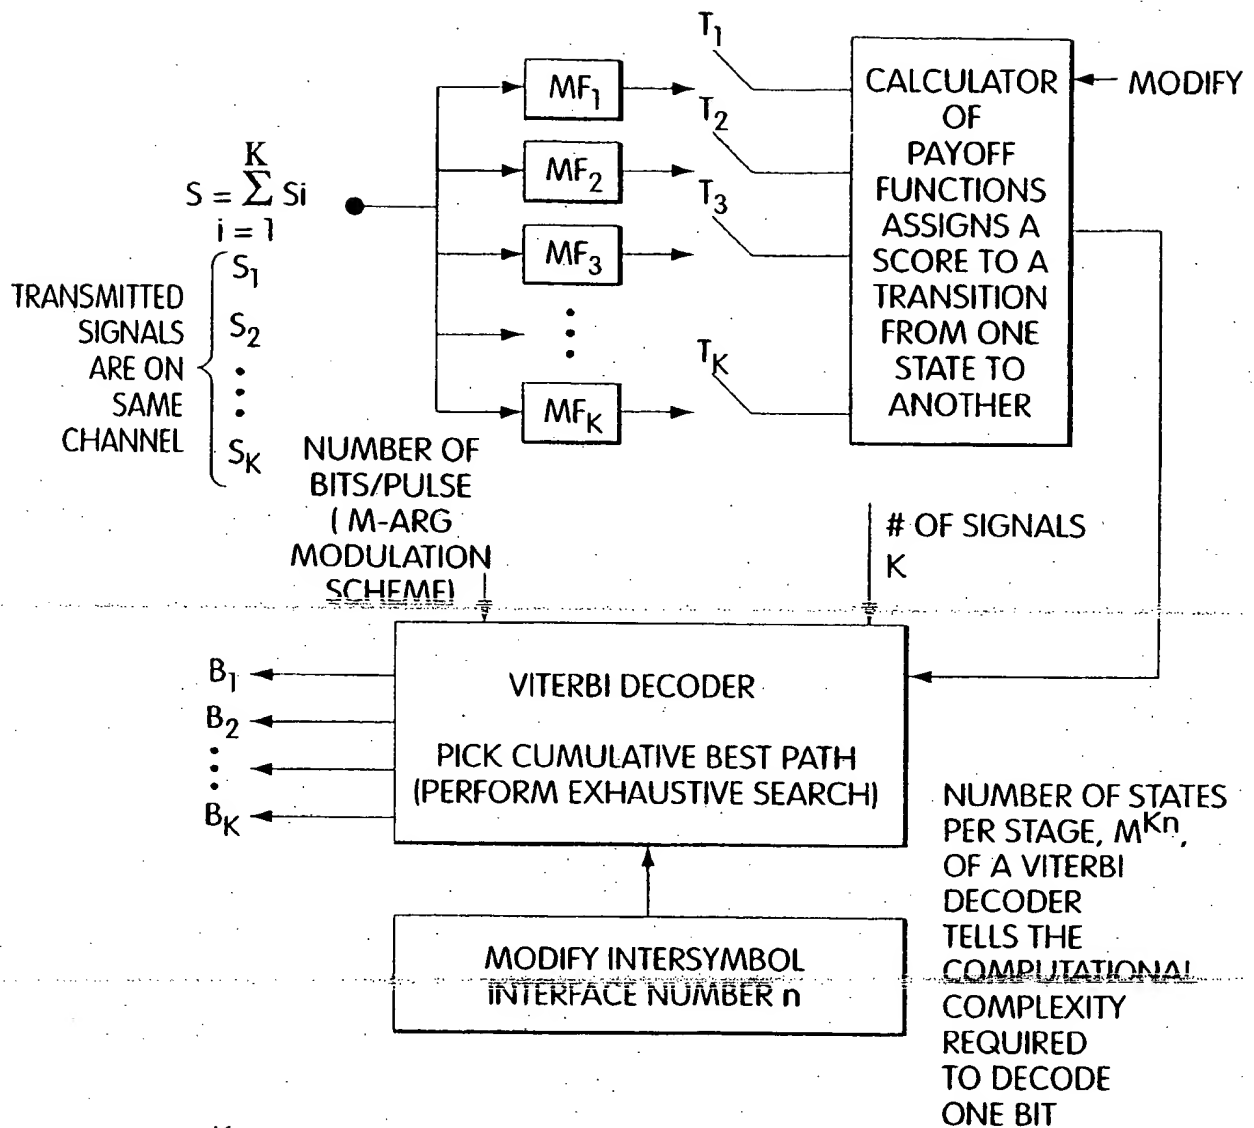 K
S = Σ Si
i = 1
TRANSMITTED
SIGNALS
ARE ON
SAME
CHANNEL
S1
S2
SK
MF1
MF2
MF3
MFK
T1
T2
T3
TK
CALCULATOR
OF
PAYOFF
FUNCTIONS
ASSIGNS A
SCORE TO A
TRANSITION
FROM ONE
STATE TO
ANOTHER
MODIFY
NUMBER OF
BITS/PULSE
( M-ARG
MODULATION
SCHEME)
# OF SIGNALS
K
VITERBI DECODER
PICK CUMULATIVE BEST PATH
(PERFORM EXHAUSTIVE SEARCH)
B1
B2
BK
MODIFY INTERSYMBOL
INTERFACE NUMBER n
NUMBER OF STATES
PER STAGE, M^Kn,
OF A VITERBI
DECODER
TELLS THE
COMPUTATIONAL
COMPLEXITY
REQUIRED
TO DECODE
ONE BIT